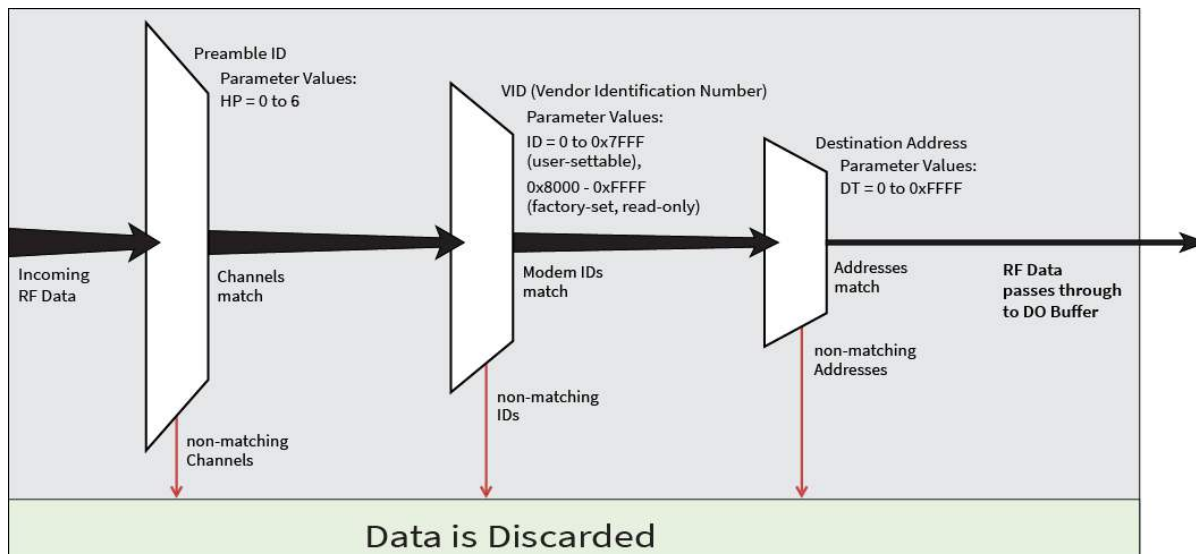 Preamble ID
Parameter Values:
HP = 0 to 6
VID (Vendor Identification Number)
Parameter Values:
ID = 0 to 0x7FFF
(user-settable),
0x8000 - 0xFFFF
(factory-set, read-only)
Destination Address
Parameter Values:
DT = 0 to 0xFFFF
Incoming
RF Data
Channels
match
Modem IDs
match
Addresses
match
RF Data
passes through
to DO Buffer
non-matching
Channels
non-matching
IDs
non-matching
Addresses
Data is Discarded